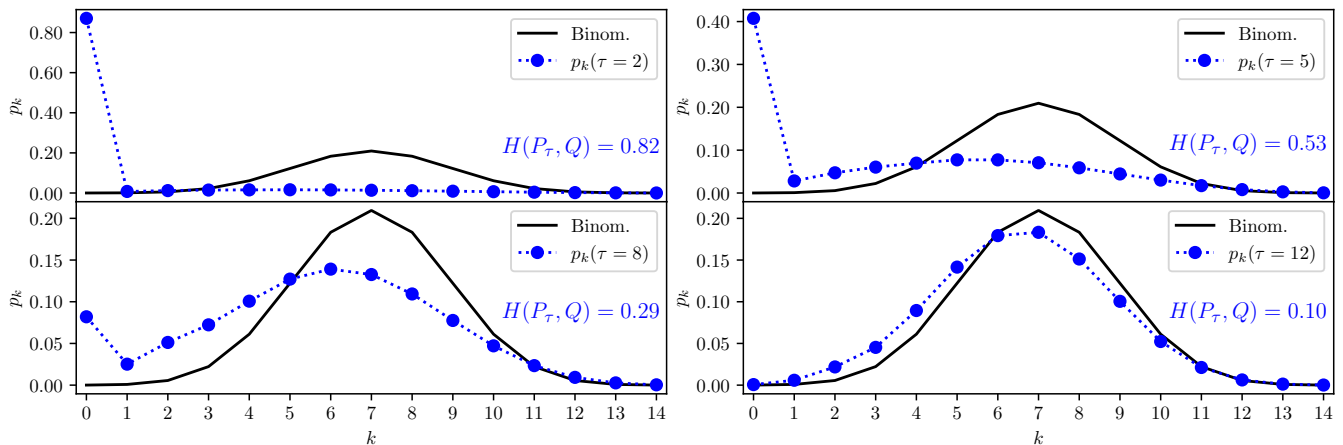 0.80
0.60
0.40
0.20
0.00
p_k
Binom.
p_k(τ = 2)
H(P_τ, Q) = 0.82
0.40
0.30
0.20
0.10
0.00
p_k
Binom.
p_k(τ = 5)
H(P_τ, Q) = 0.53
0.20
0.15
0.10
0.05
0.00
p_k
Binom.
p_k(τ = 8)
H(P_τ, Q) = 0.29
0 1 2 3 4 5 6 7 8 9 10 11 12 13 14
k
0.20
0.15
0.10
0.05
0.00
p_k
Binom.
p_k(τ = 12)
H(P_τ, Q) = 0.10
0 1 2 3 4 5 6 7 8 9 10 11 12 13 14
k